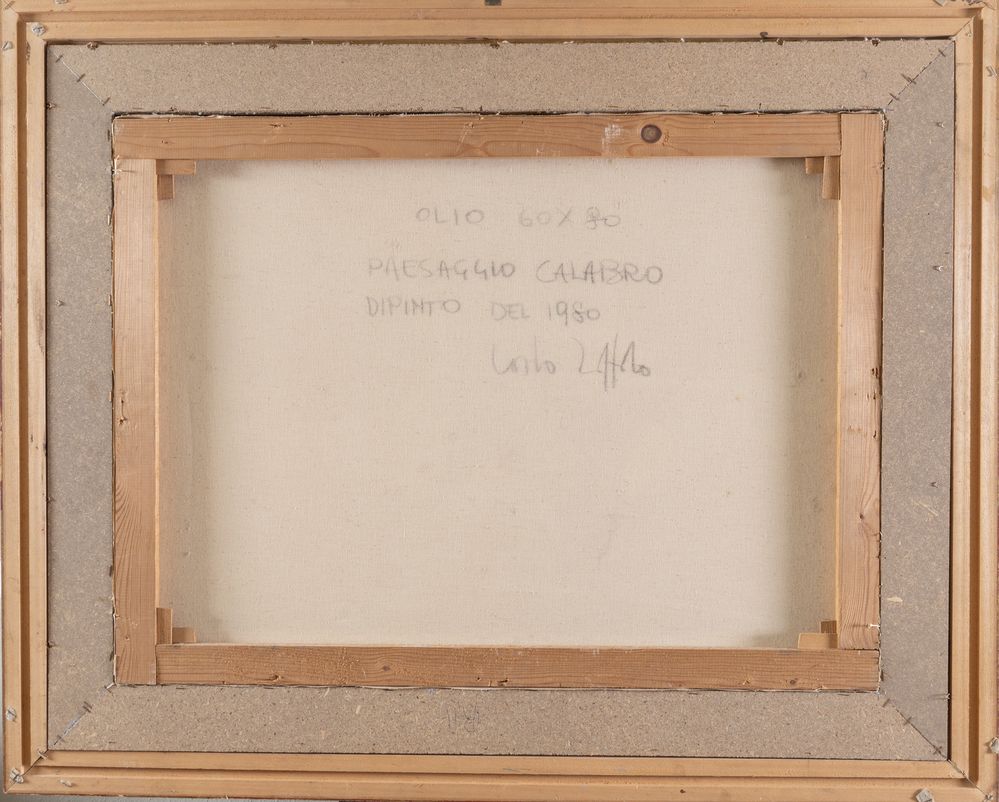 OLIO 60X80
PAESAGGIO CALABRO
DIPINTO DEL 1980